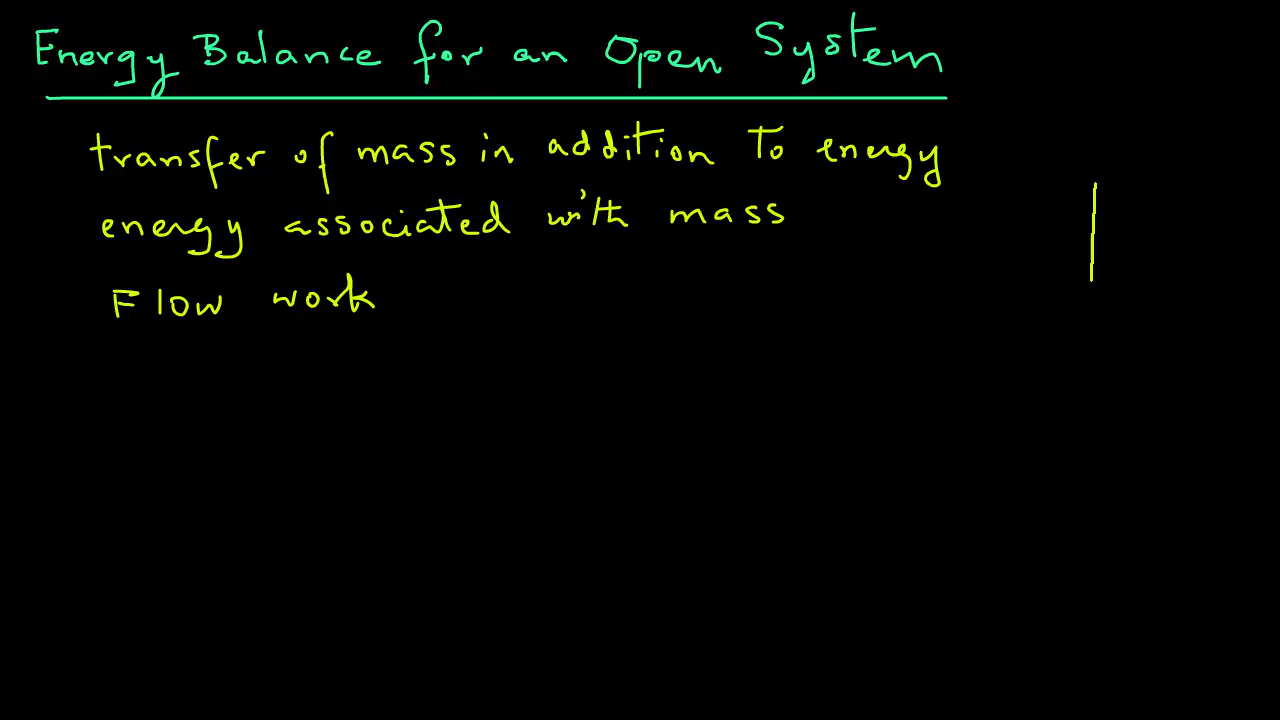 Energy Balance for an Open System
transfer of mass in addition To energy
energy associated with mass
Flow work